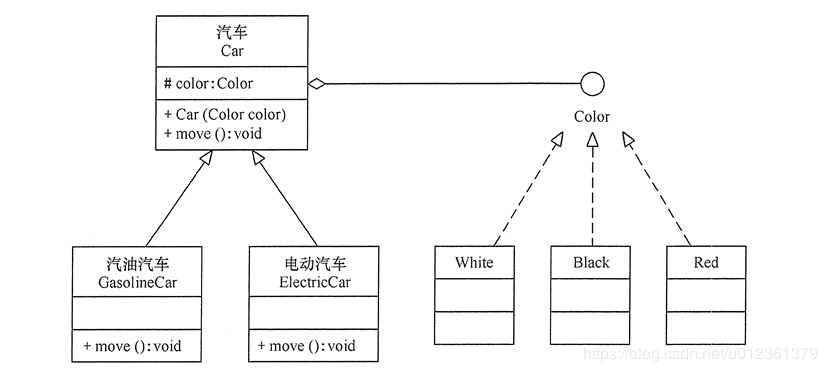 汽车
Car
# color:Color
+ Car (Color color)
+ move ():void
Color
汽油汽车
GasolineCar
+ move ():void
电动汽车
ElectricCar
+ move ():void
White
Black
Red
https://blog.csdn.net/u012361379